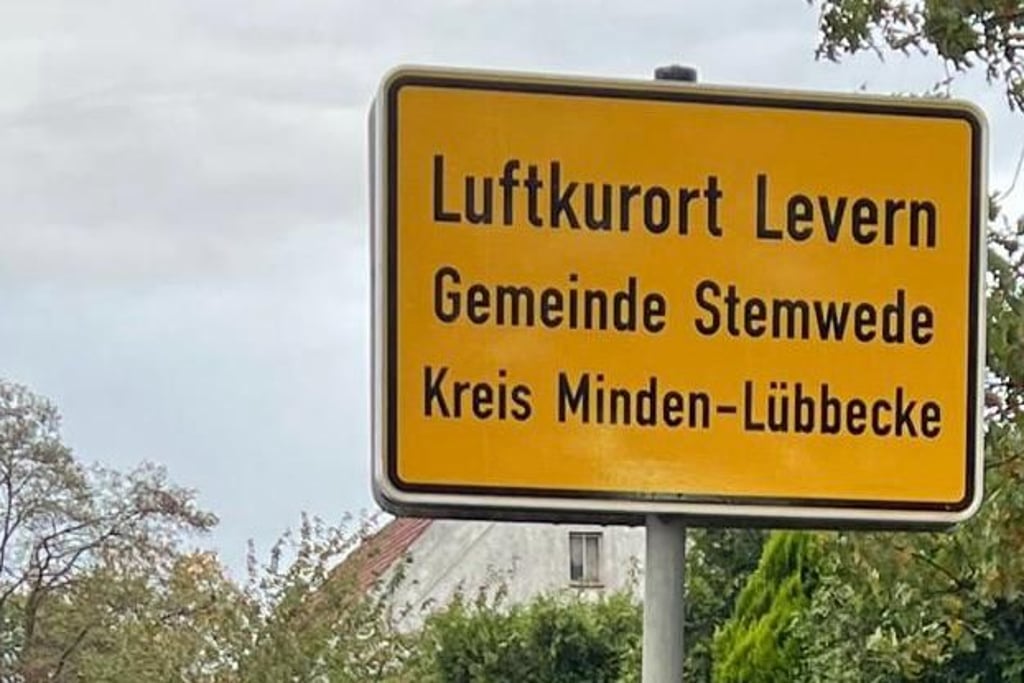 Luftkurort Levern
Gemeinde Stemwede
Kreis Minden-Lübbecke